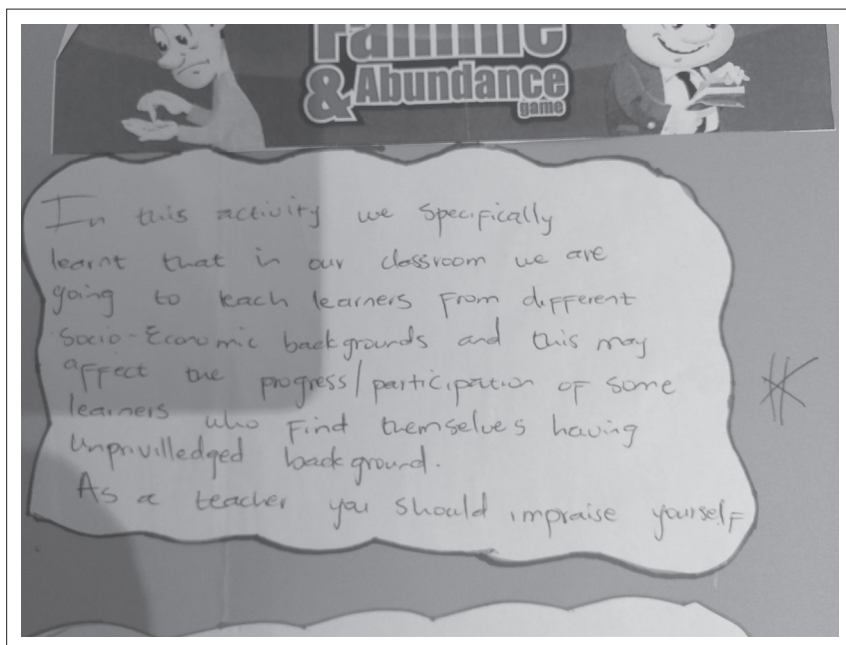 Famine
& Abundance
game
In this activity we specifically
learnt that in our classroom we are
going to teach learners from different
socio-Economic backgrounds and this may
affect the progress/participation of some
learners who find themselves having
unprivilledged background.
As a teacher you should impraise yourself